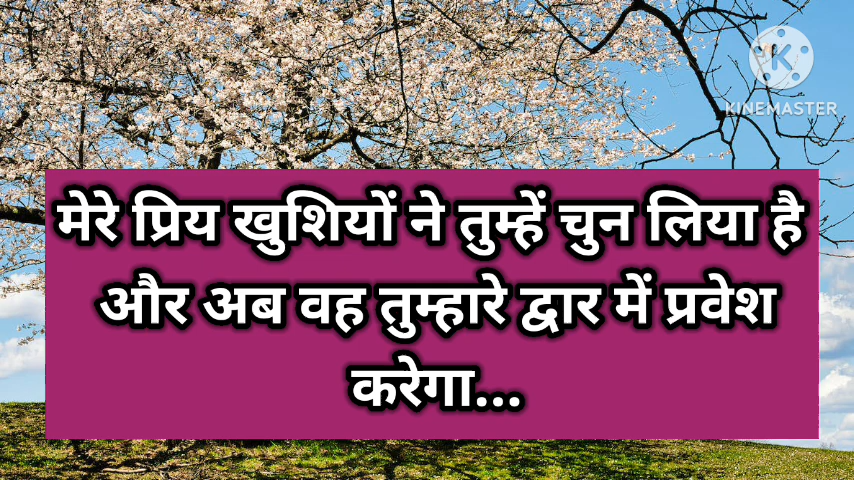 KINEMASTER
मेरे प्रिय खुशियों ने तुम्हें चुन लिया है
और अब वह तुम्हारे द्वार में प्रवेश
करेगा...